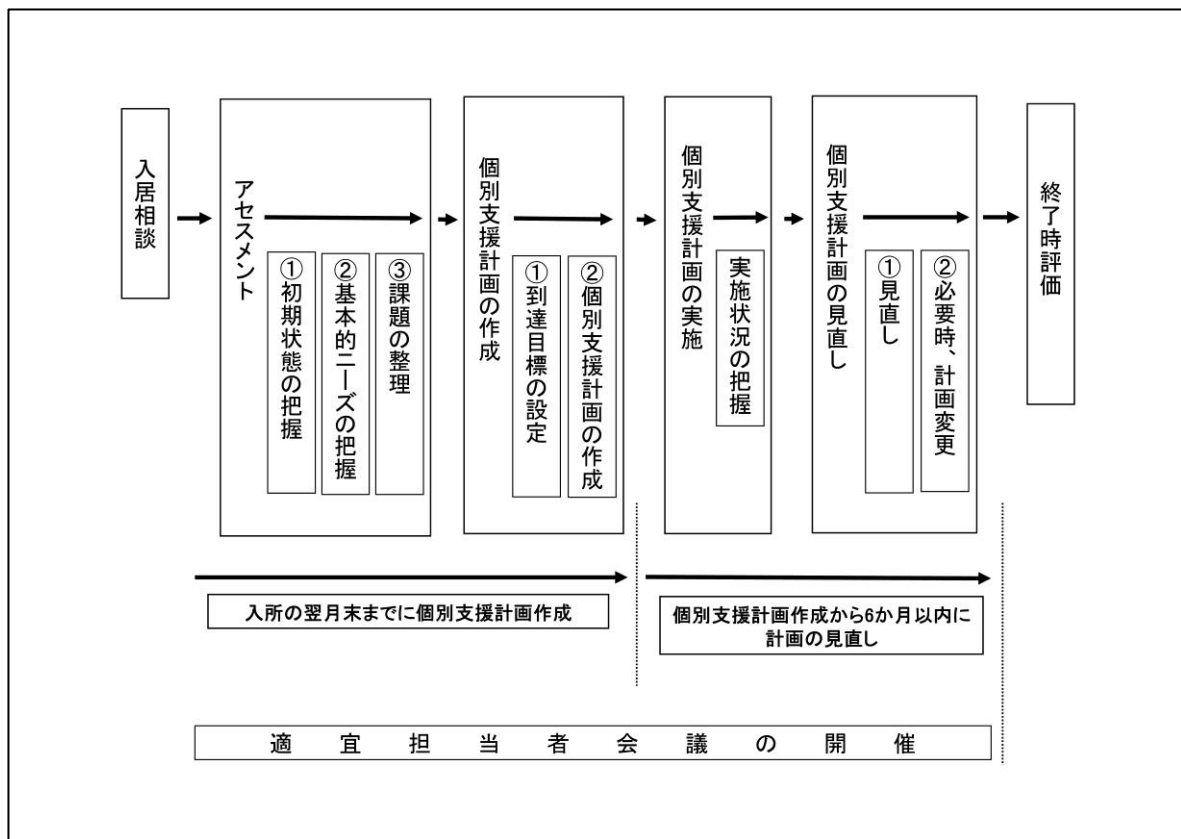 入居相談
アセスメント
①初期状態の把握
②基本的ニーズの把握
③課題の整理
個別支援計画の作成
①到達目標の設定
②個別支援計画の作成
個別支援計画の実施
実施状況の把握
個別支援計画の見直し
①見直し
②必要時、計画変更
終了時評価
入所の翌月末までに個別支援計画作成
個別支援計画作成から6か月以内に
計画の見直し
適宜担当者会議の開催